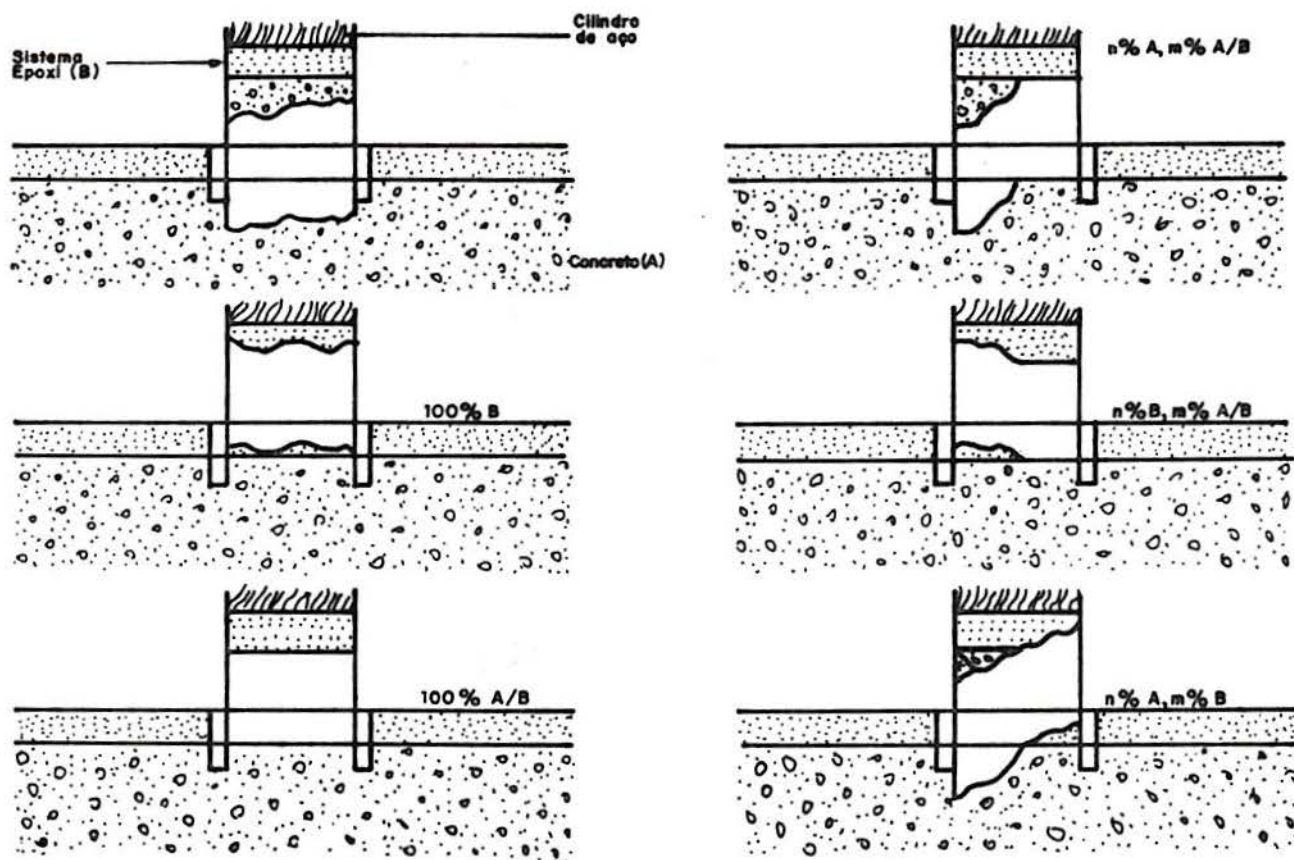 Cilindro
de aço
Sistema
Epoxi (B)
n% A, m% A/B
Concreto (A)
100% B
n% B, m% A/B
100% A/B
n% A, m% B